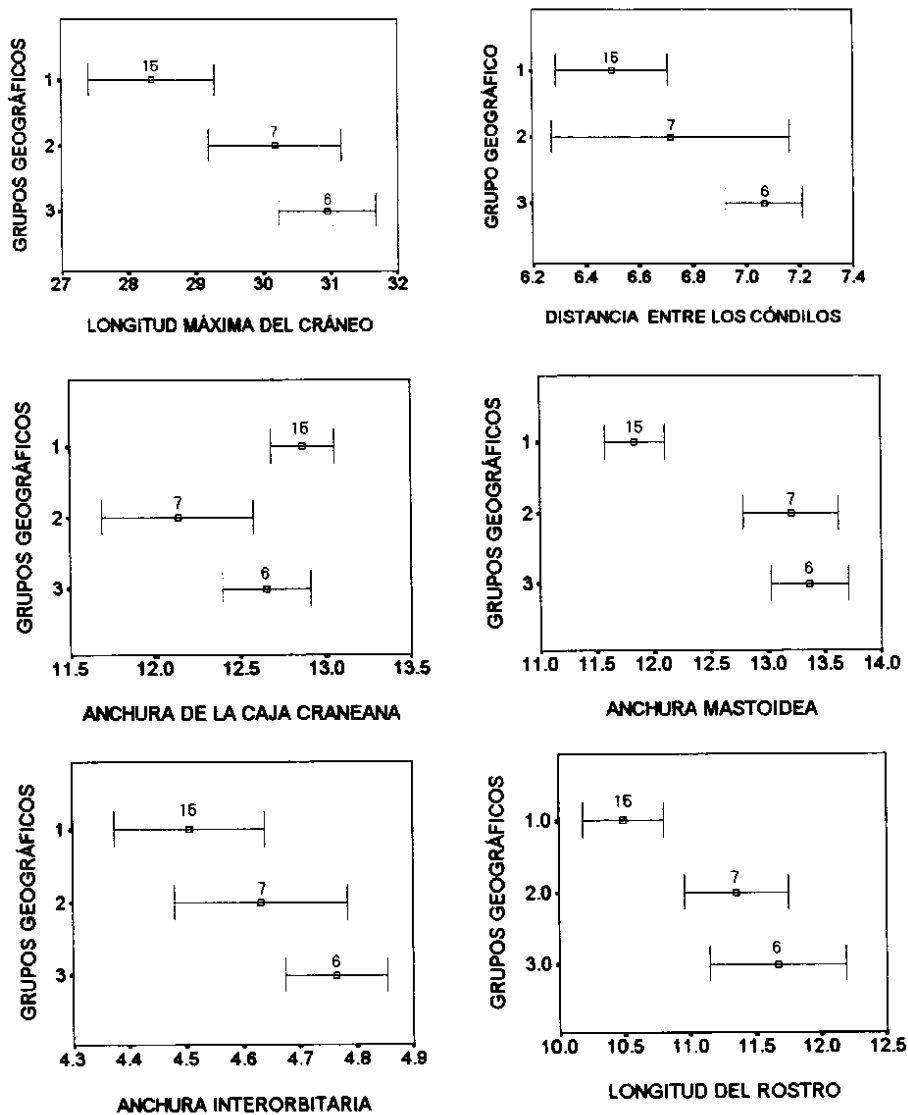 GRUPOS GEOGRÁFICOS
15
1
7
2
6
3
27 28 29 30 31 32
LONGITUD MÁXIMA DEL CRÁNEO
GRUPO GEOGRÁFICO
15
1
7
2
6
3
6.2 6.4 6.6 6.8 7.0 7.2 7.4
DISTANCIA ENTRE LOS CÓNDILOS
GRUPOS GEOGRÁFICOS
15
1
7
2
6
3
11.5 12.0 12.5 13.0 13.5
ANCHURA DE LA CAJA CRANEANA
GRUPOS GEOGRÁFICOS
15
1
7
2
6
3
11.0 11.5 12.0 12.5 13.0 13.5 14.0
ANCHURA MASTOIDEA
GRUPOS GEOGRÁFICOS
15
1
7
2
6
3
4.3 4.4 4.5 4.6 4.7 4.8 4.9
ANCHURA INTERORBITARIA
GRUPOS GEOGRÁFICOS
15
1.0
7
2.0
6
3.0
10.0 10.5 11.0 11.5 12.0 12.5
LONGITUD DEL ROSTRO